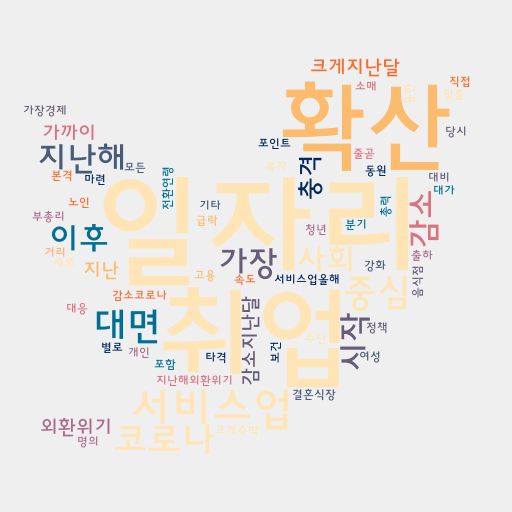 크게지난달
소매
직접
확산
가장경제
가까이
포인트
줄곧
당시
지난해
모든
충격
본격
마련
전환연령
동원
대비
대가
일자리
노인
기타
총력
감소
부총리
급락
청년
분기
이후
거리
가장
사회
출하
지난
고용
강화
음식점
속도
서비스업올해
중심
감소코로나
취업
대응
대면
감소지난달
시작
정책
별로
개인
보건
수단
타격
여성
포함
지난해외환위기
결혼식장
서비스업
외환위기
명의
코로나